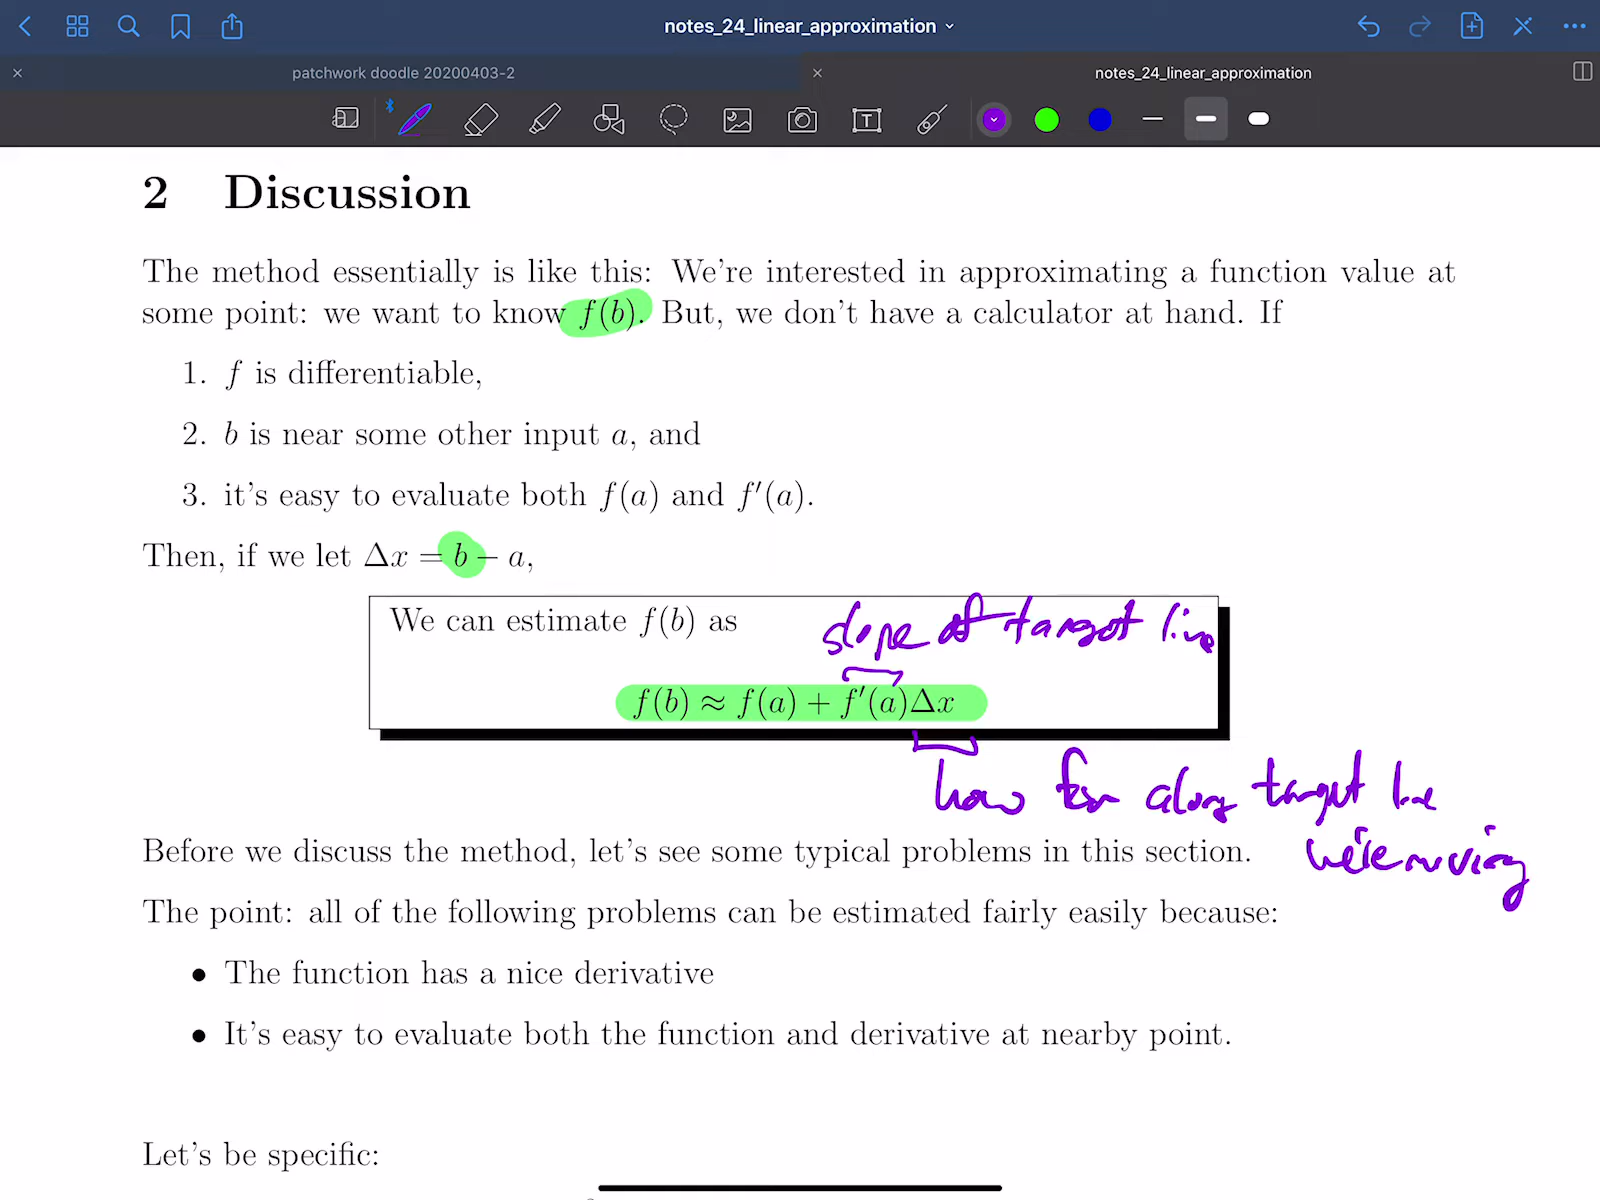 notes_24_linear_approximation
patchwork doodle 20200403-2
notes_24_linear_approximation
2 Discussion
The method essentially is like this: We're interested in approximating a function value at
some point: we want to know f(b). But, we don't have a calculator at hand. If
1. f is differentiable,
2. b is near some other input a, and
3. it's easy to evaluate both f(a) and f′(a).
Then, if we let Δx = b − a,
We can estimate f(b) as
slope of target line
f(b) ≈ f(a) + f′(a)Δx
how far along target line
we're moving
Before we discuss the method, let's see some typical problems in this section.
The point: all of the following problems can be estimated fairly easily because:
• The function has a nice derivative
• It's easy to evaluate both the function and derivative at nearby point.
Let's be specific: